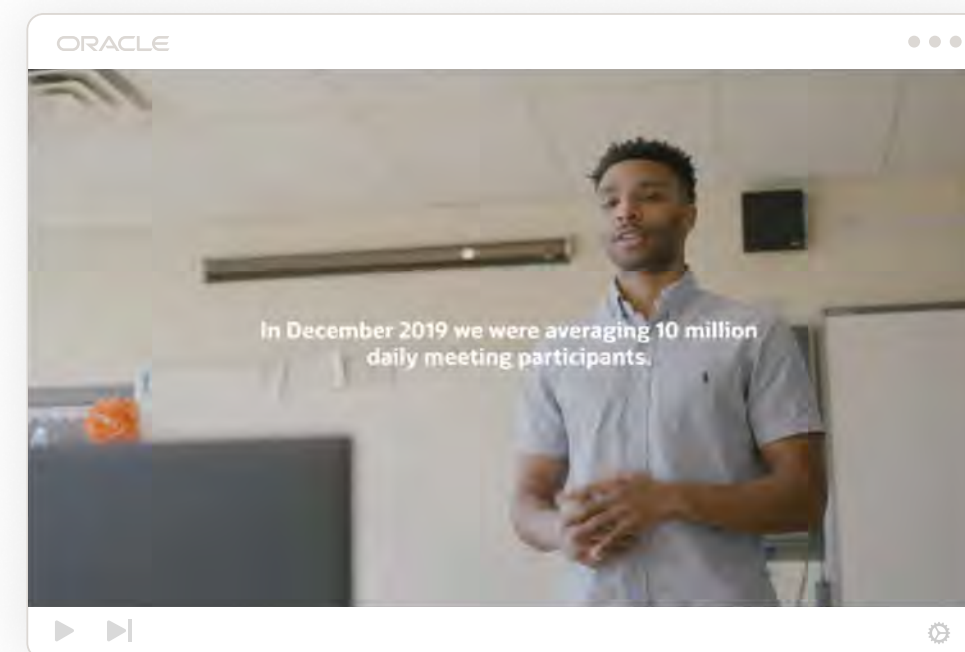 ORACLE
In December 2019 we were averaging 10 million
daily meeting participants.